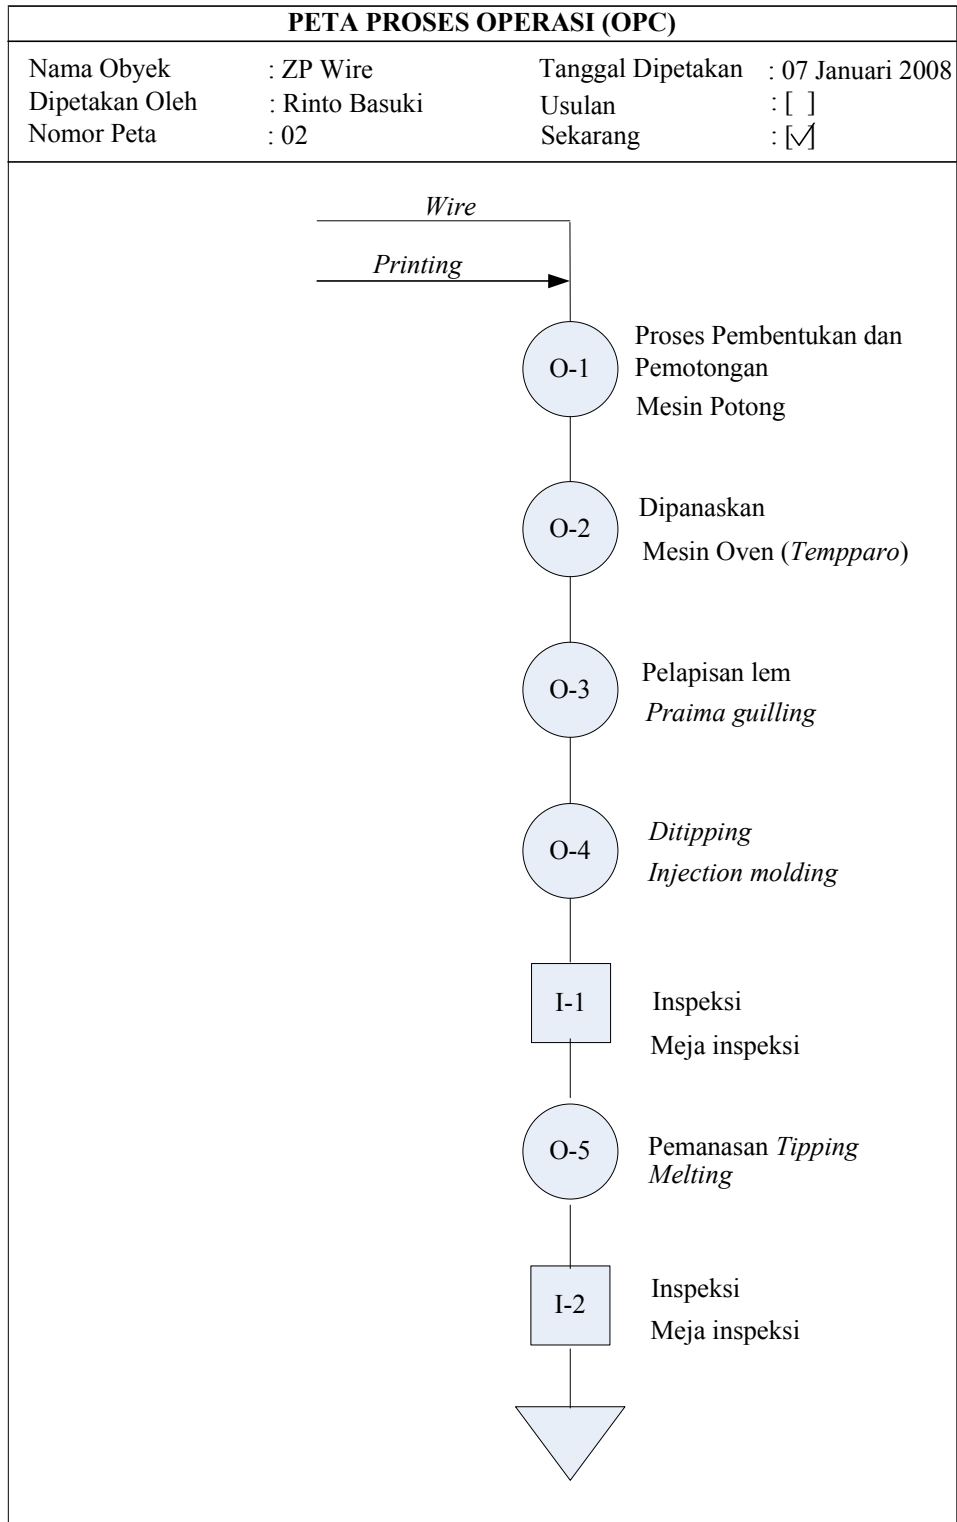 PETA PROSES OPERASI (OPC)
Nama Obyek : ZP Wire Tanggal Dipetakan : 07 Januari 2008
Dipetakan Oleh : Rinto Basuki Usulan : [ ]
Nomor Peta : 02 Sekarang : [√]
Wire
Printing
O-1
Proses Pembentukan dan
Pemotongan
Mesin Potong
O-2
Dipanaskan
Mesin Oven (Tempparo)
O-3
Pelapisan lem
Praima guilling
O-4
Ditipping
Injection molding
I-1
Inspeksi
Meja inspeksi
O-5
Pemanasan Tipping
Melting
I-2
Inspeksi
Meja inspeksi